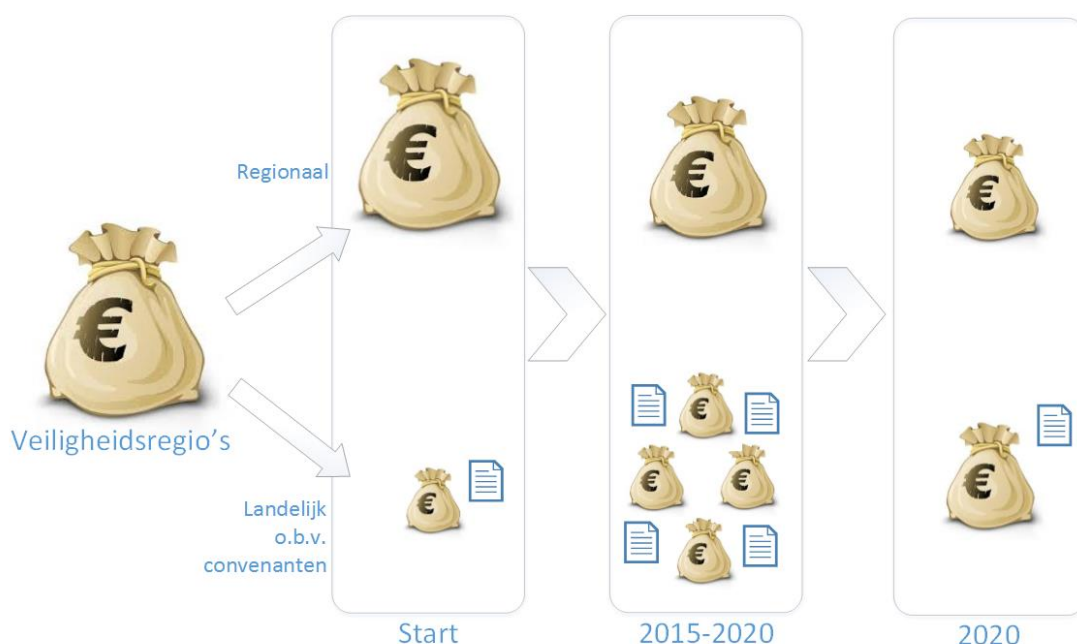 Regionaal
Veiligheidsregio's
Landelijk
o.b.v.
convenanten
Start
2015-2020
2020
€
€
€
€
€
€
€
€
€
€